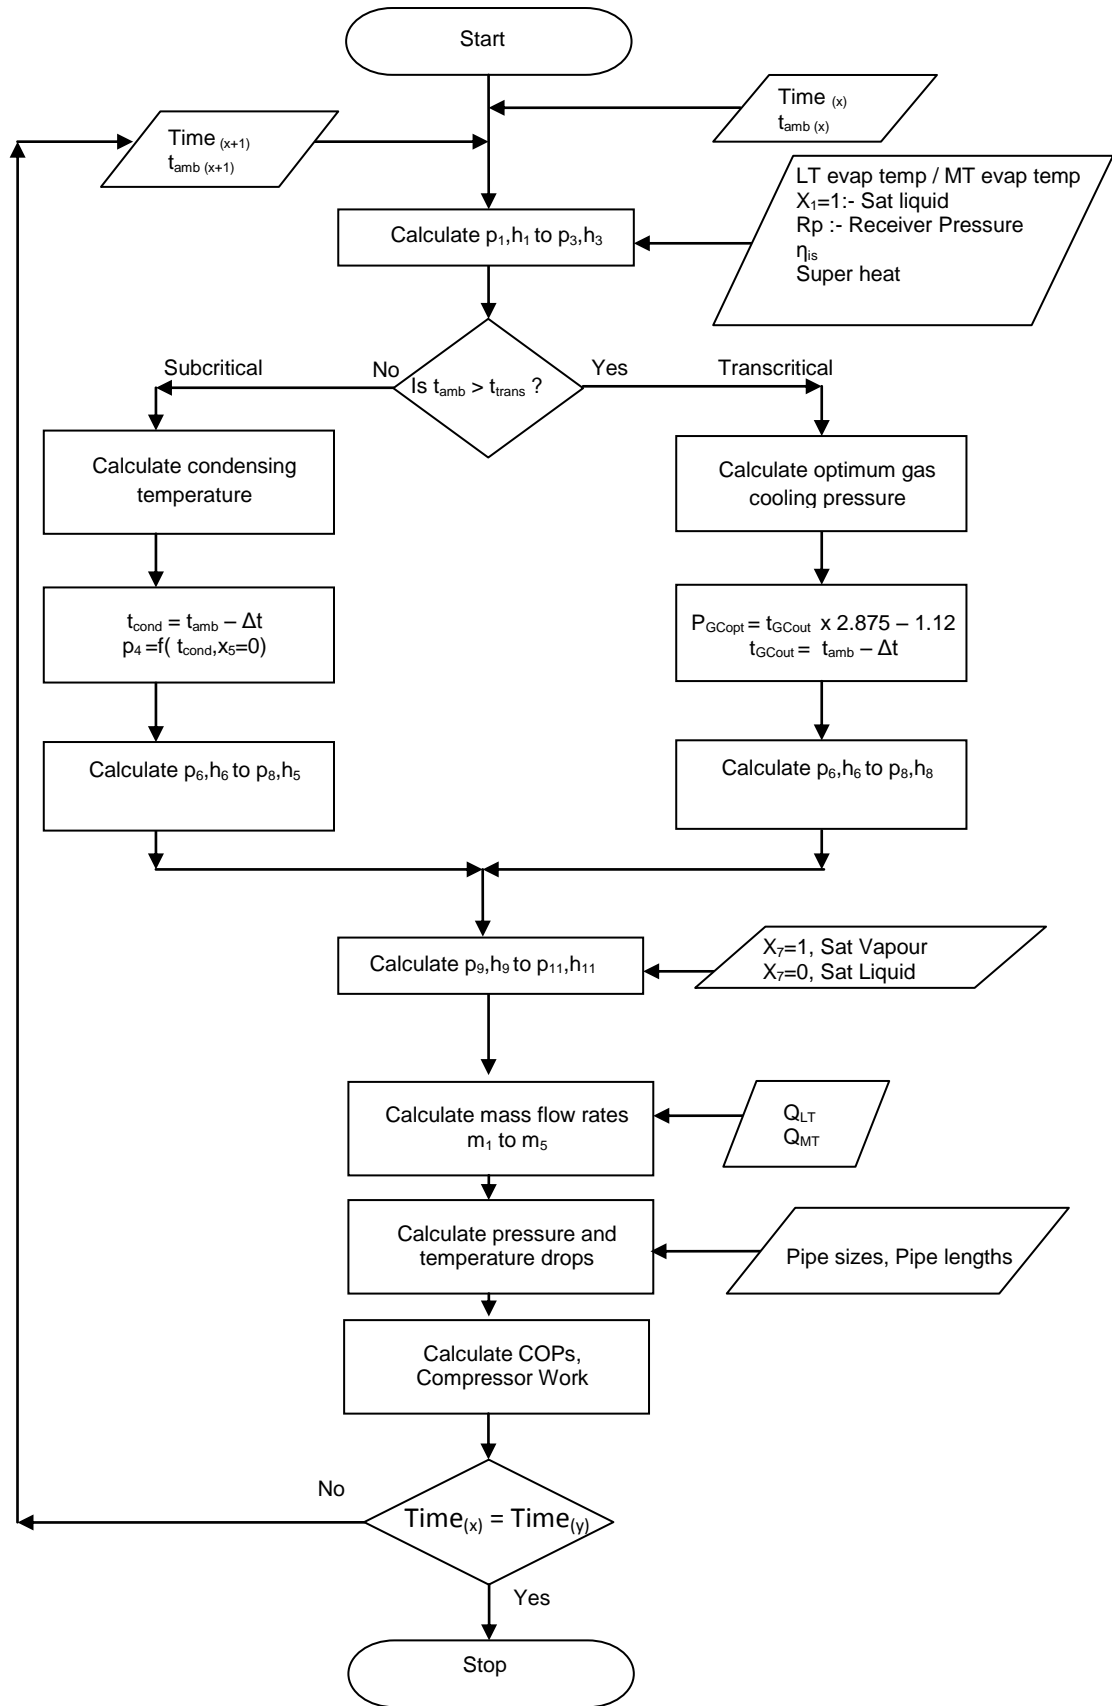 Start
Time (x)
tamb (x)
Time (x+1)
tamb (x+1)
LT evap temp / MT evap temp
X1=1:- Sat liquid
Rp :- Receiver Pressure
ηis
Super heat
Calculate p1,h1 to p3,h3
Subcritical
No
Is tamb > ttrans ?
Yes
Transcritical
Calculate condensing
temperature
Calculate optimum gas
cooling pressure
tcond = tamb – Δt
p4 =f( tcond,x5=0)
PGCopt = tGCout x 2.875 – 1.12
tGCout = tamb – Δt
Calculate p6,h6 to p8,h5
Calculate p6,h6 to p8,h8
Calculate p9,h9 to p11,h11
X7=1, Sat Vapour
X7=0, Sat Liquid
Calculate mass flow rates
m1 to m5
QLT
QMT
Calculate pressure and
temperature drops
Pipe sizes, Pipe lengths
Calculate COPs,
Compressor Work
No
Time(x) = Time(y)
Yes
Stop